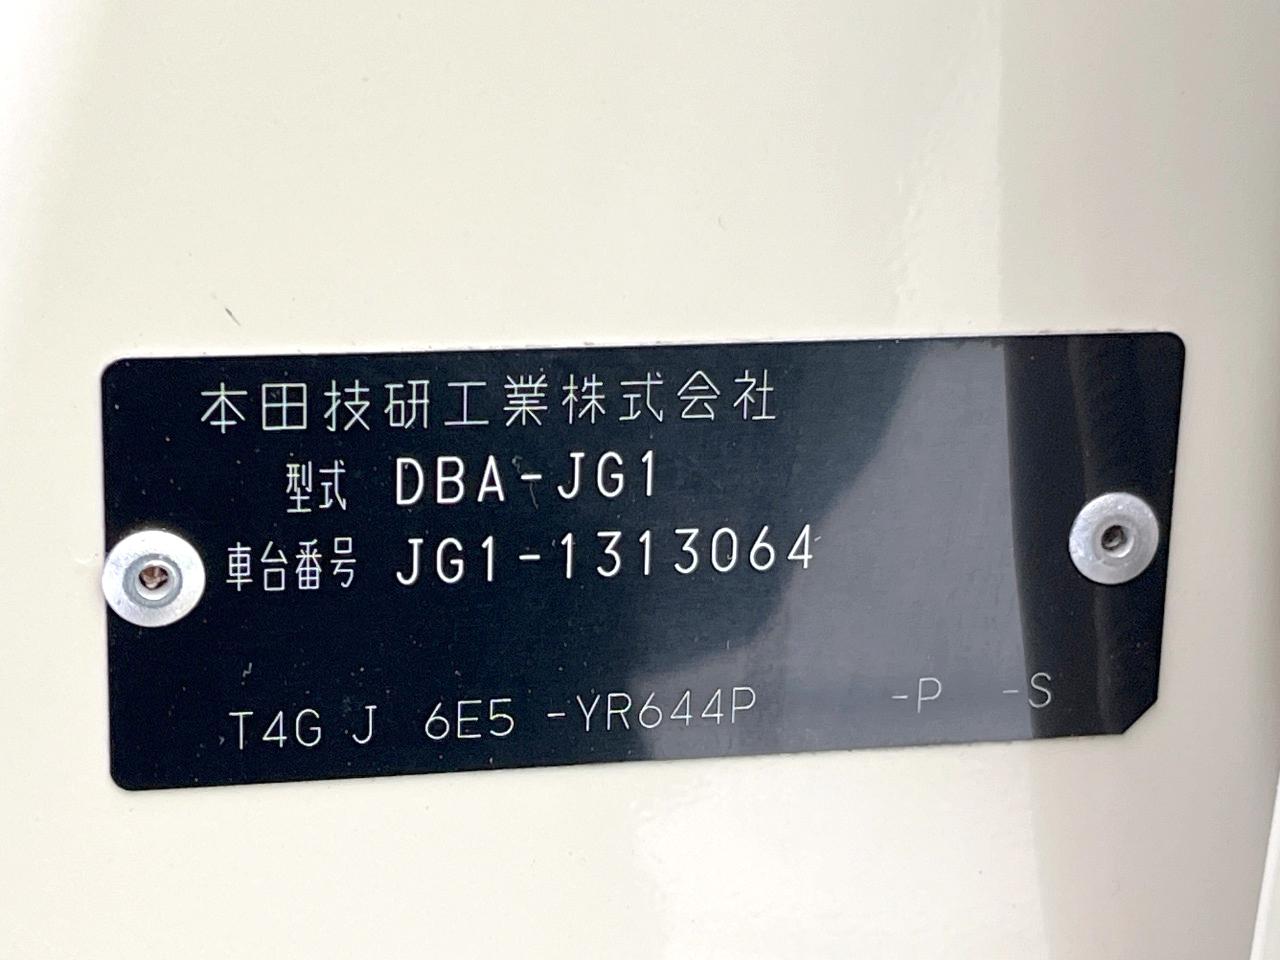 本田技研工業株式会社
型式 DBA-JG1
車台番号 JG1-1313064
T4G J 6E5 -YR644P -P -S